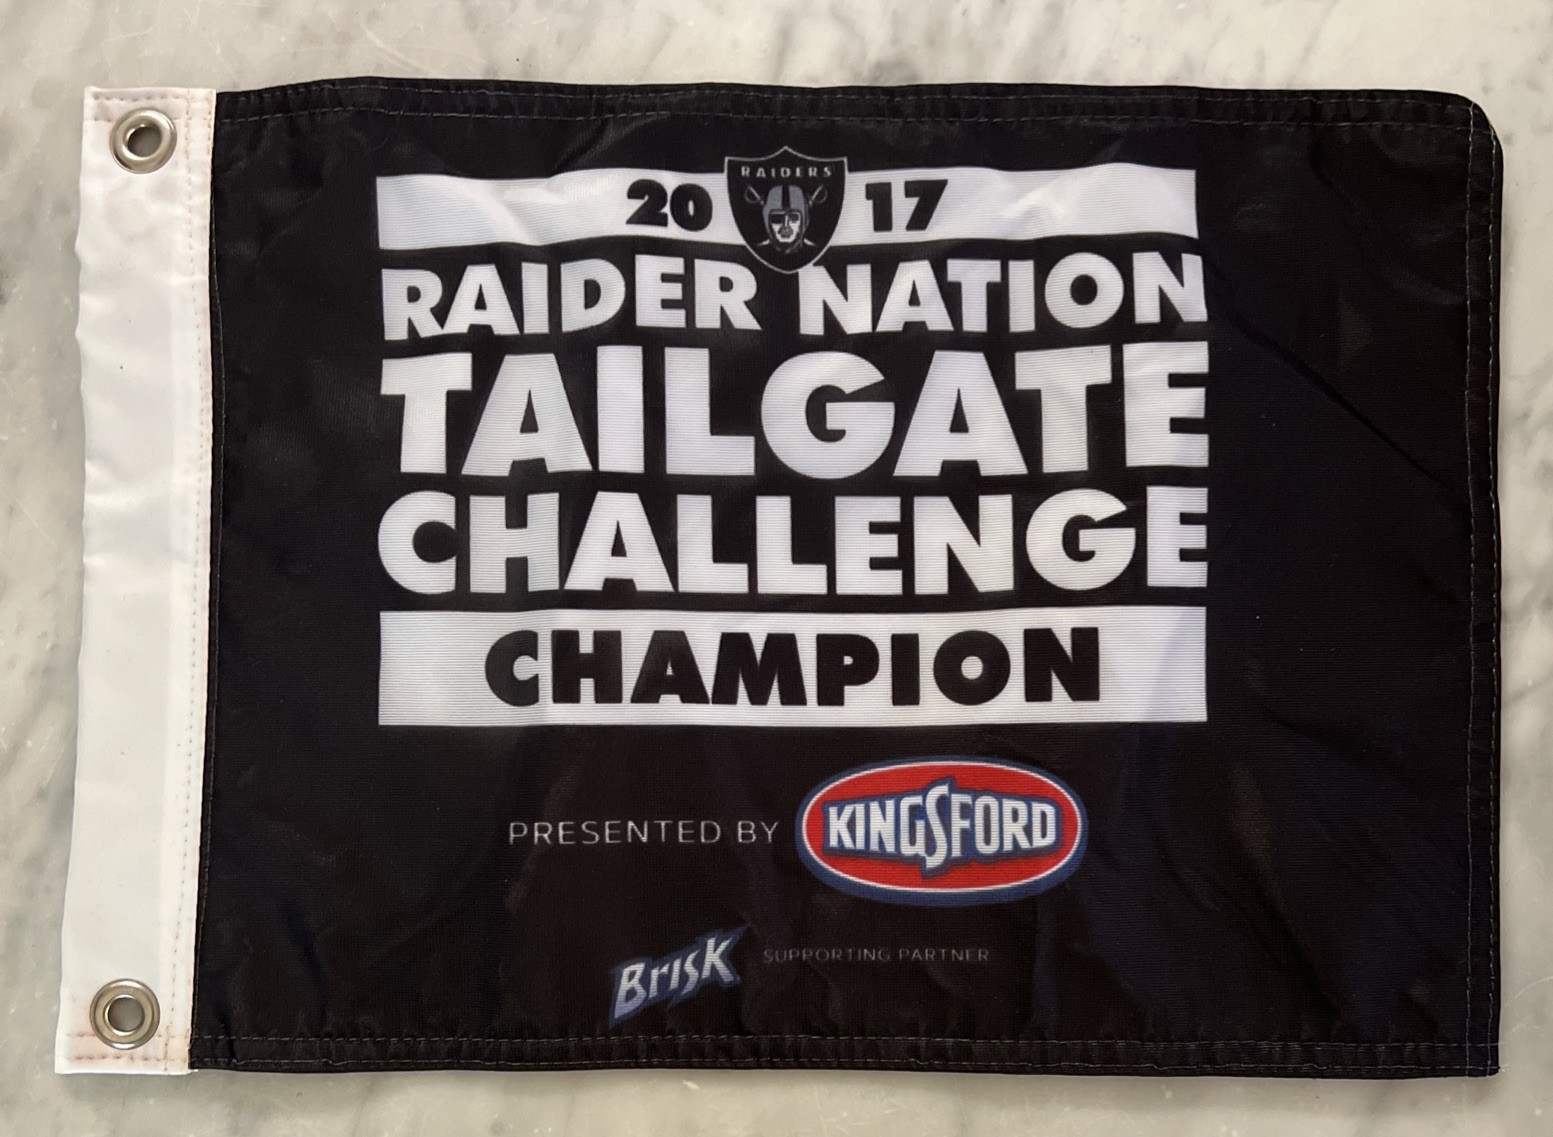 RAIDERS
20 17
RAIDER NATION
TAILGATE
CHALLENGE
CHAMPION
PRESENTED BY KINGSFORD
Brisk SUPPORTING PARTNER